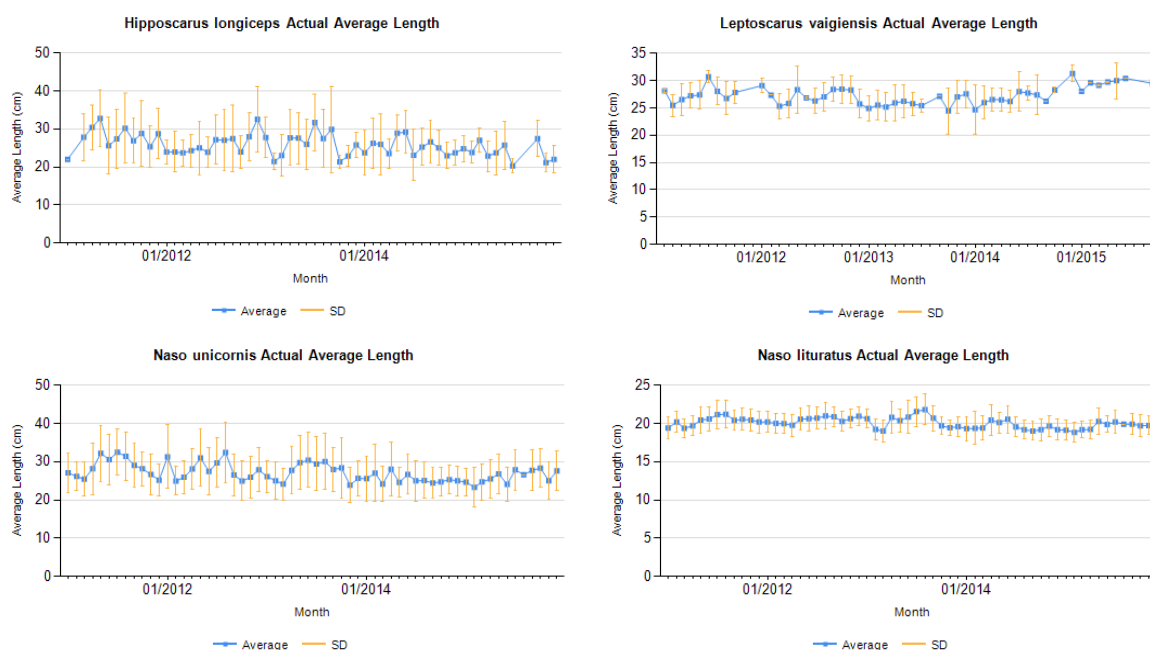 Hipposcarus longiceps Actual Average Length
50
40
30
20
10
0
Average Length (cm)
01/2012
01/2014
Month
Average
SD
Leptoscarus vaigiensis Actual Average Length
35
30
25
20
15
10
5
0
Average Length (cm)
01/2012
01/2013
01/2014
01/2015
Month
Average
SD
Naso unicornis Actual Average Length
50
40
30
20
10
0
Average Length (cm)
01/2012
01/2014
Month
Average
SD
Naso lituratus Actual Average Length
25
20
15
10
5
0
Average Length (cm)
01/2012
01/2014
Month
Average
SD